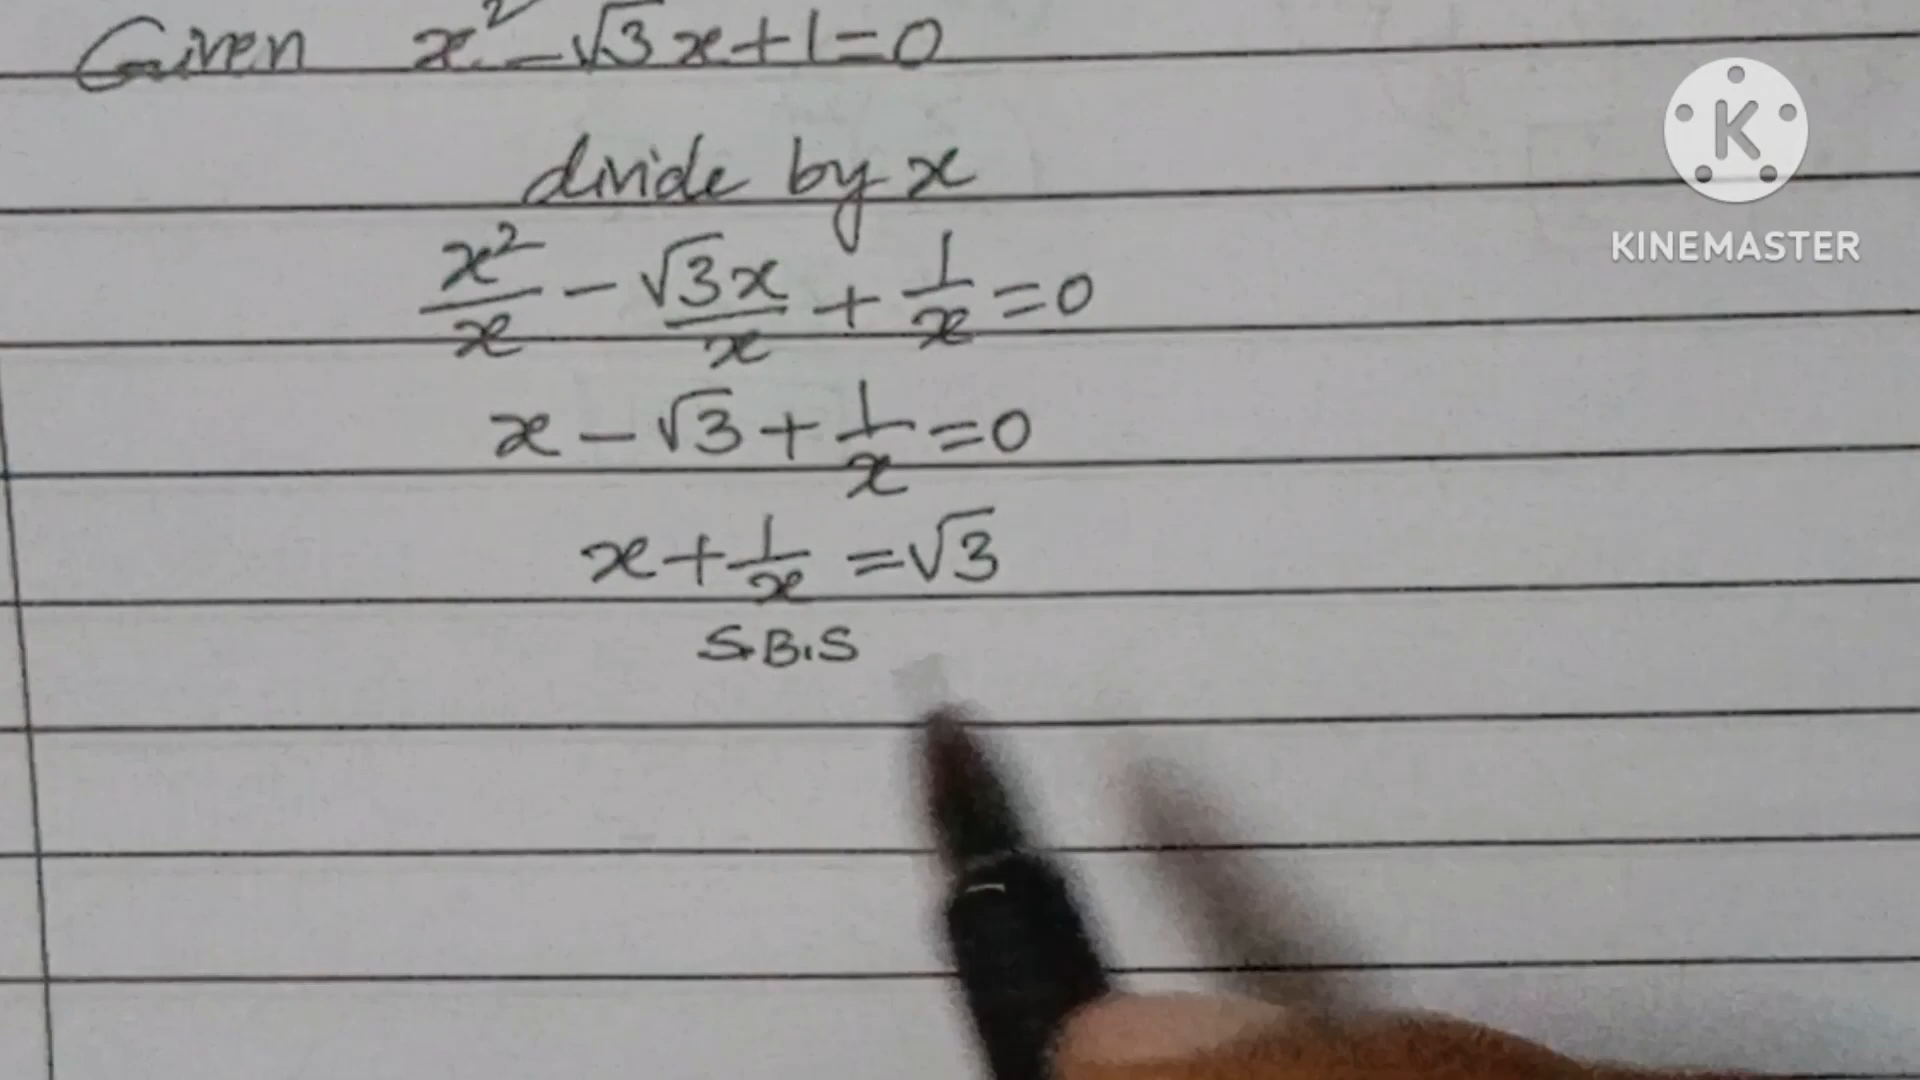 Given x² - √3x + 1 = 0
divide by x
x²/x - √3x/x + 1/x = 0
x - √3 + 1/x = 0
x + 1/x = √3
S.B.S
K
KINEMASTER